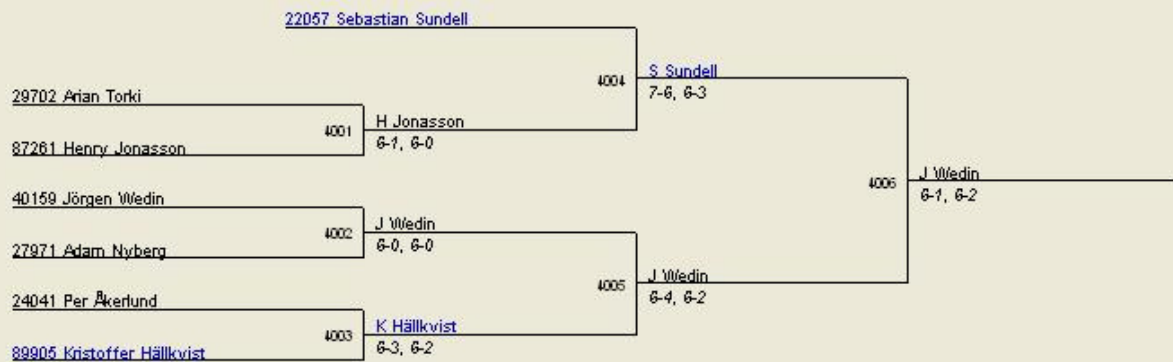 22057 Sebastian Sundell
4004
S Sundell
7-6, 6-3
29702 Arian Torki
4001
H Jonasson
6-1, 6-0
87261 Henry Jonasson
4006
J Wedin
6-1, 6-2
40159 Jörgen Wedin
4002
J Wedin
6-0, 6-0
27971 Adam Nyberg
4005
J Wedin
6-4, 6-2
24041 Per Åkerlund
4003
K Hällkvist
6-3, 6-2
89905 Kristoffer Hällkvist